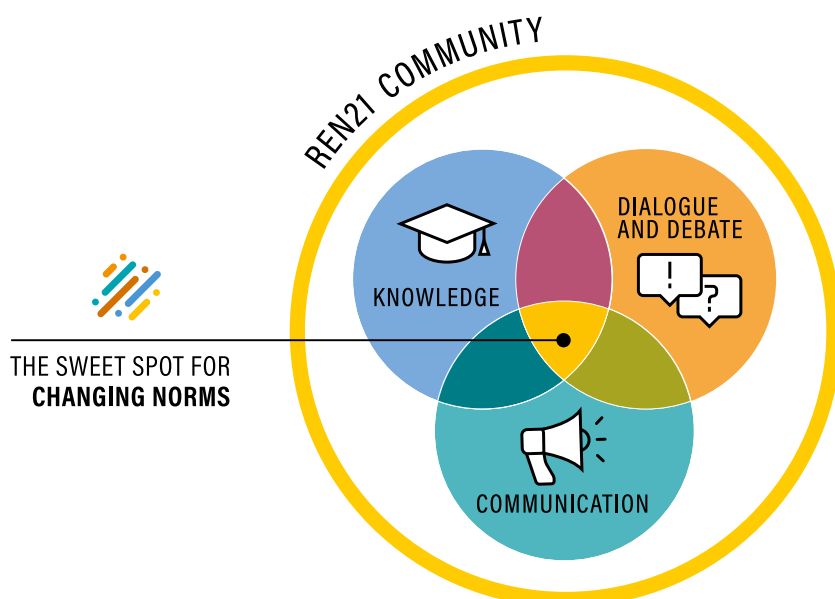 REN21 COMMUNITY
DIALOGUE
AND DEBATE
!
?
KNOWLEDGE
THE SWEET SPOT FOR
CHANGING NORMS
COMMUNICATION